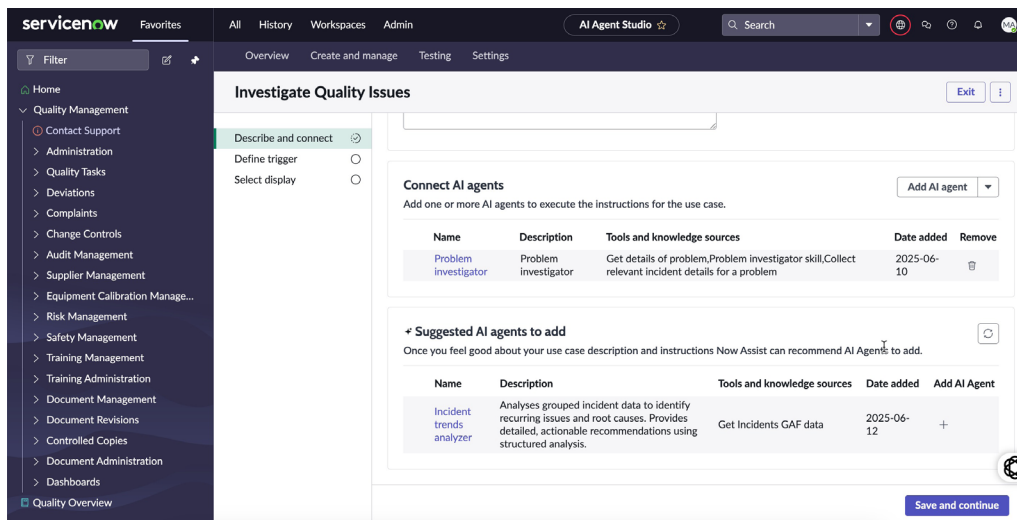 servicenow
Favorites
All
History
Workspaces
Admin
AI Agent Studio
Search
MA
Filter
Overview
Create and manage
Testing
Settings
Home
Quality Management
Contact Support
Administration
Quality Tasks
Deviations
Complaints
Change Controls
Audit Management
Supplier Management
Equipment Calibration Manage...
Risk Management
Safety Management
Training Management
Training Administration
Document Management
Document Revisions
Controlled Copies
Document Administration
Dashboards
Quality Overview
Investigate Quality Issues
Exit
Describe and connect
Define trigger
Select display
Connect AI agents
Add AI agent
Add one or more AI agents to execute the instructions for the use case.
Name Description Tools and knowledge sources Date added Remove
Problem Problem Get details of problem,Problem investigator skill,Collect 2025-06-
investigator investigator relevant incident details for a problem 10
Suggested AI agents to add
Once you feel good about your use case description and instructions Now Assist can recommend AI Agents to add.
Name Description Tools and knowledge sources Date added Add AI Agent
Incident
trends
analyzer
Analyses grouped incident data to identify
recurring issues and root causes. Provides
detailed, actionable recommendations using
structured analysis.
Get Incidents GAF data
2025-06-
12
Save and continue